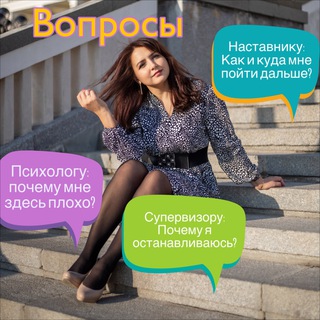 Вопросы
Наставнику:
Как и куда мне
пойти дальше?
Психологу:
почему мне
здесь плохо?
Супервизору:
Почему я
останавливаюсь?